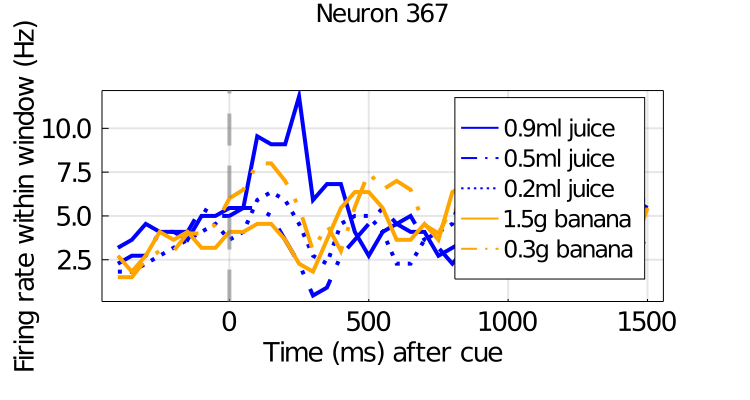 Neuron 367
Firing rate within window (Hz)
10.0
7.5
5.0
2.5
0.9ml juice
0.5ml juice
0.2ml juice
1.5g banana
0.3g banana
0
500
1000
1500
Time (ms) after cue